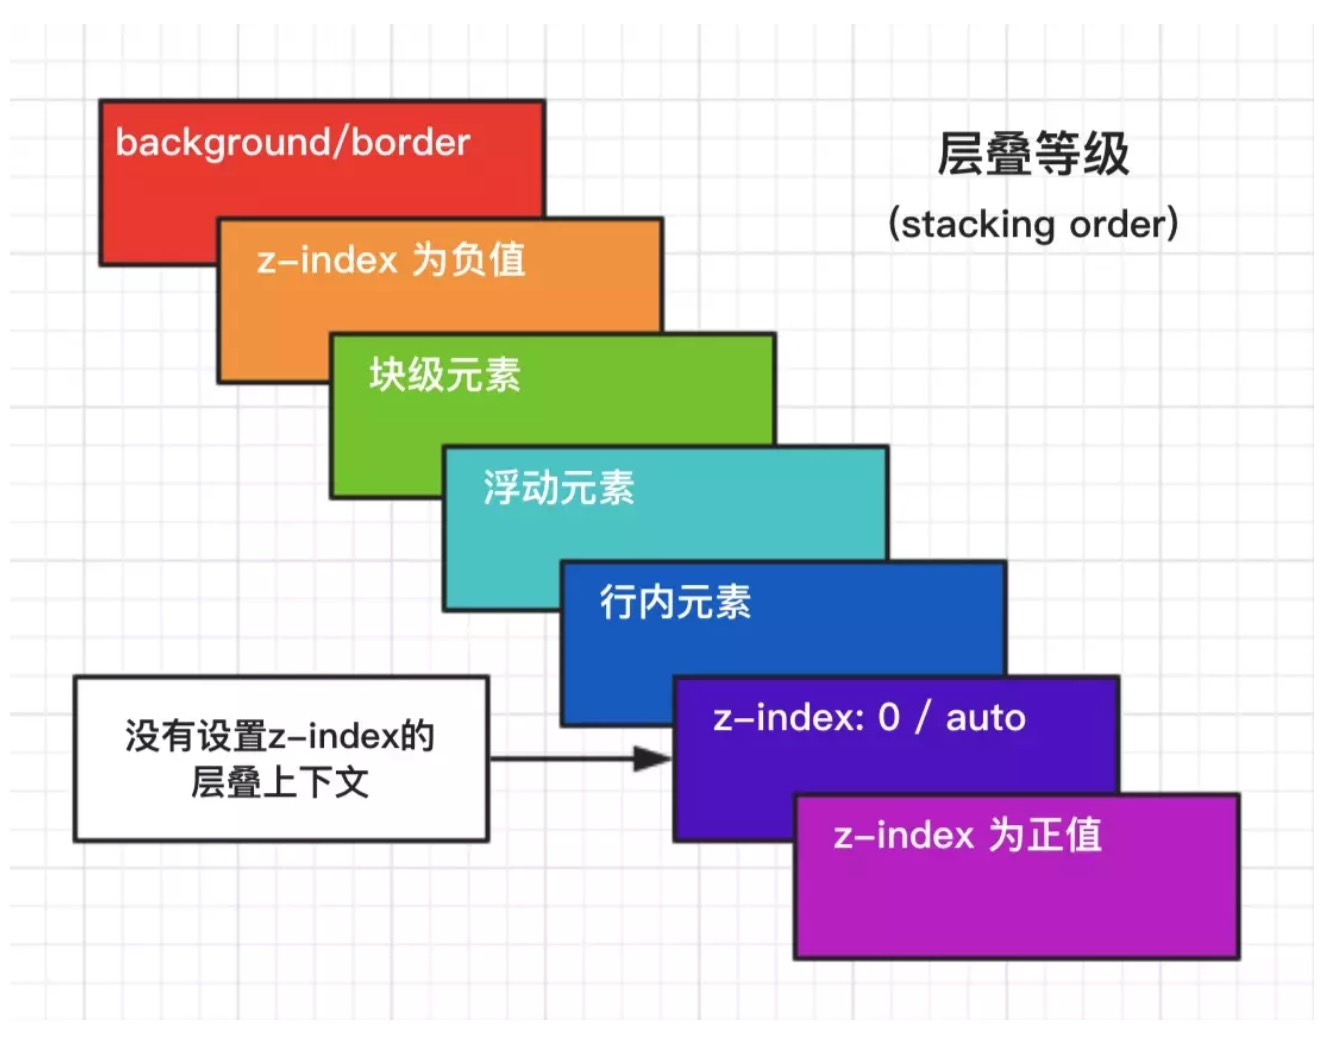 background/border
层叠等级
(stacking order)
z-index 为负值
块级元素
浮动元素
行内元素
没有设置z-index的
层叠上下文
z-index: 0 / auto
z-index 为正值